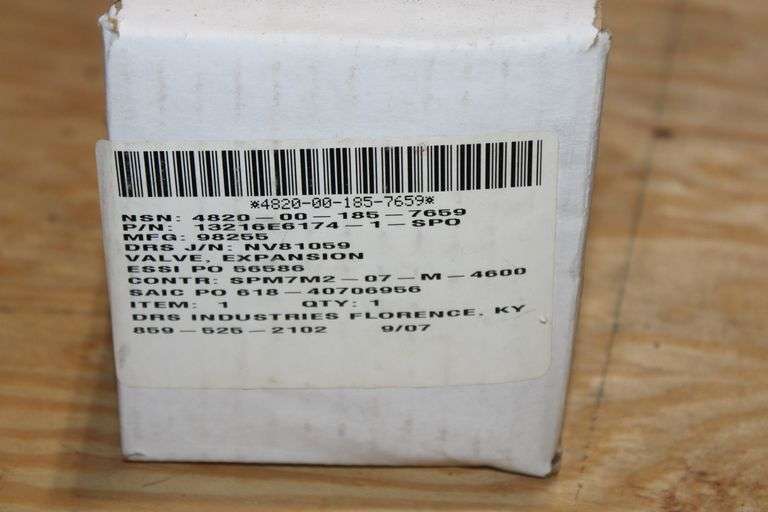 *4820-00-185-7659*
NSN: 4820-00-185-7659
P/N: 13216E6174-1-SPO
MFG: 98255
DRS J/N: NV81059
VALVE, EXPANSION
ESSI PO 56586
CONTR: SPM7M2-07-M-4600
SAIC PO 618-40706956
ITEM: 1 QTY: 1
DRS INDUSTRIES FLORENCE, KY
859-525-2102 9/07